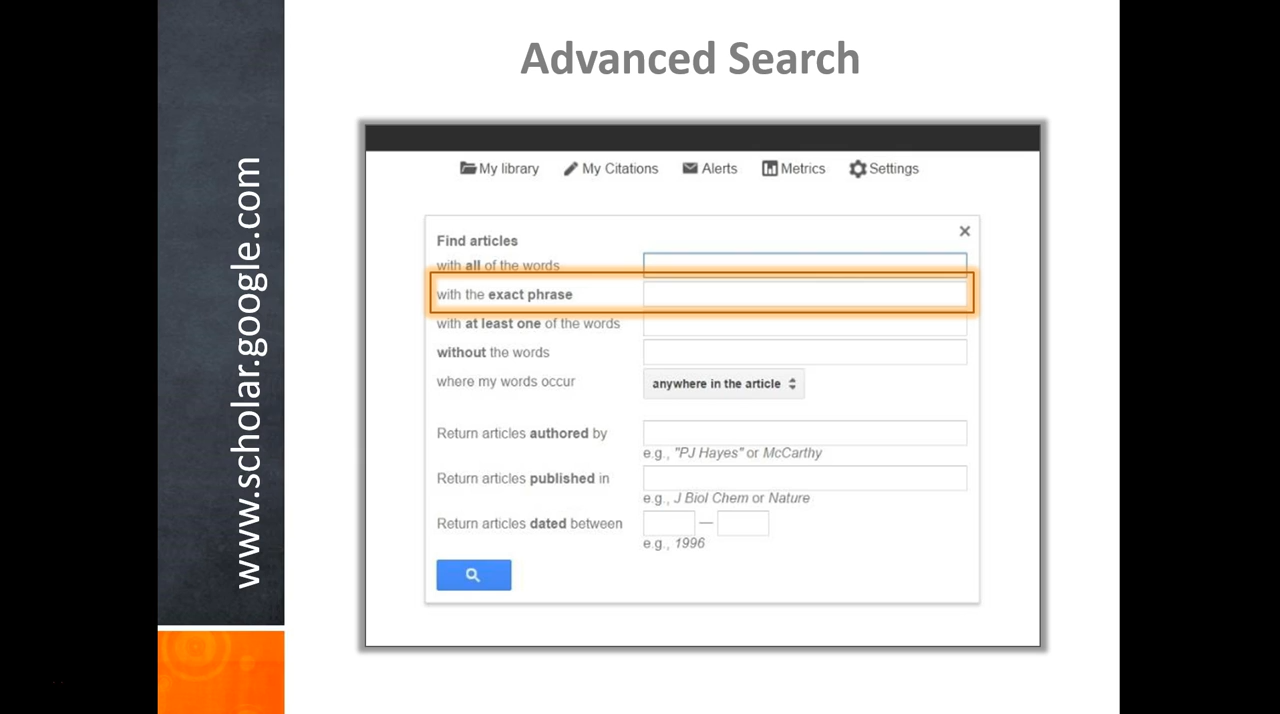 Advanced Search
www.scholar.google.com
My library My Citations Alerts Metrics Settings
Find articles
with all of the words
with the exact phrase
with at least one of the words
without the words
where my words occur anywhere in the article
Return articles authored by
e.g., "PJ Hayes" or McCarthy
Return articles published in
e.g., J Biol Chem or Nature
Return articles dated between —
e.g., 1996